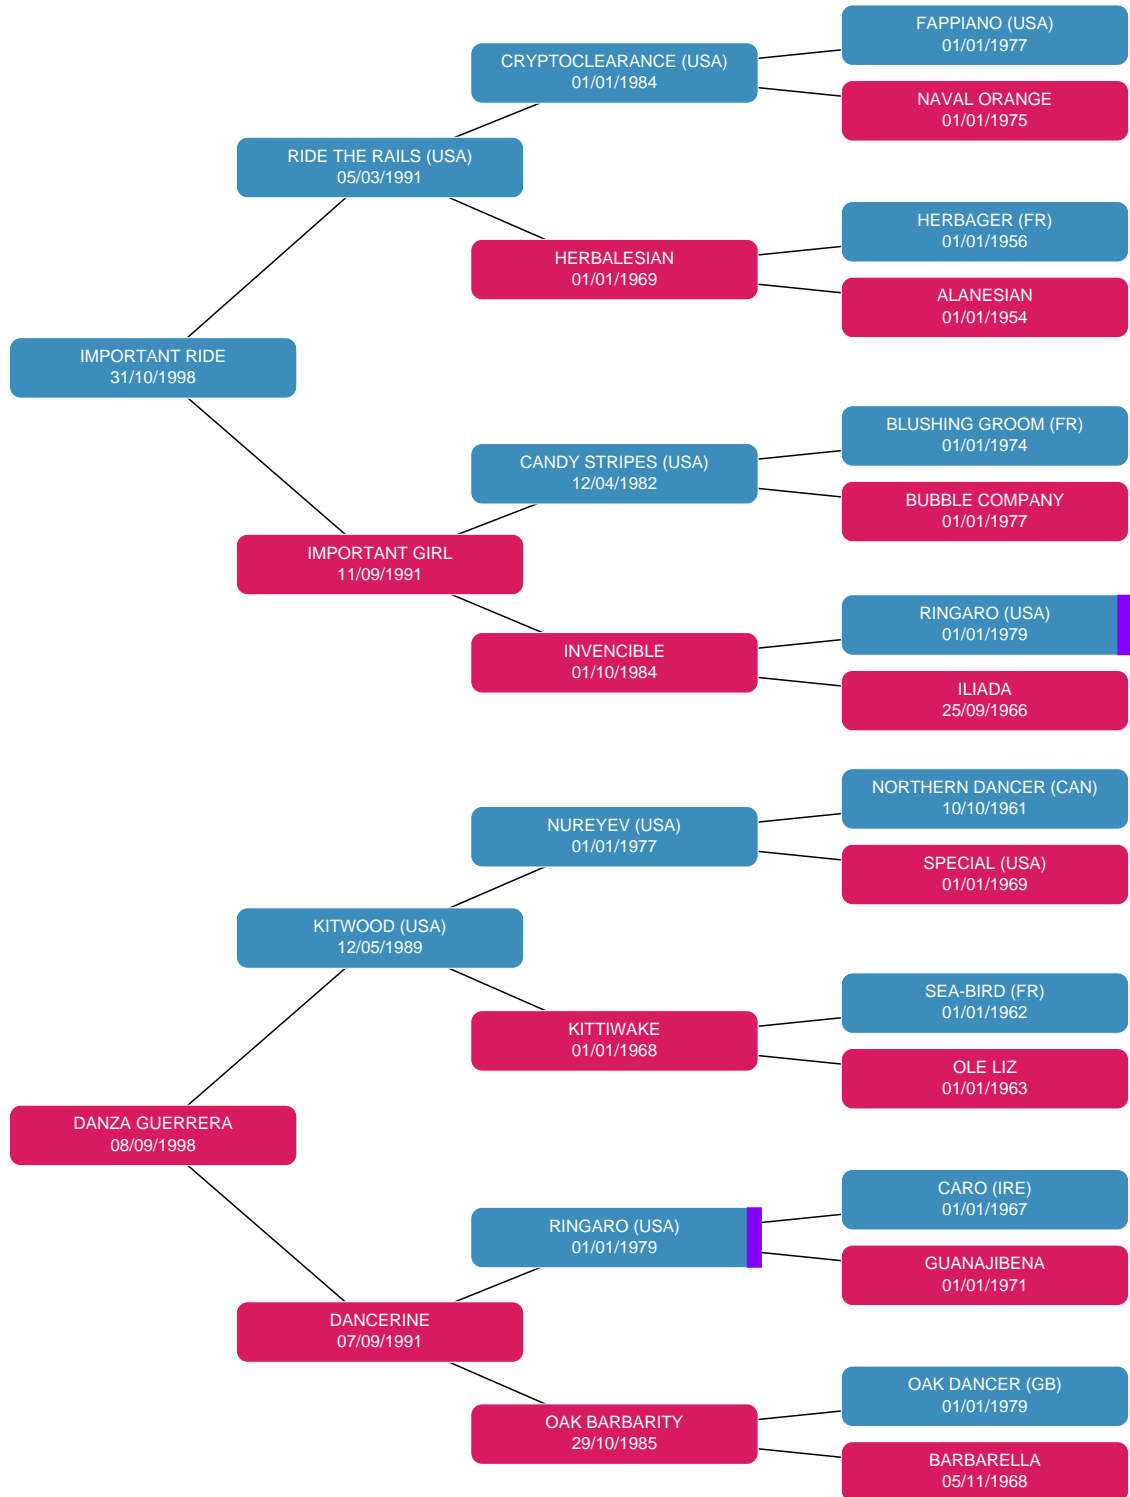 FAPPIANO (USA)
01/01/1977
CRYPTOCLEARANCE (USA)
01/01/1984
NAVAL ORANGE
01/01/1975
RIDE THE RAILS (USA)
05/03/1991
HERBAGER (FR)
01/01/1956
HERBALESIAN
01/01/1969
ALANESIAN
01/01/1954
IMPORTANT RIDE
31/10/1998
BLUSHING GROOM (FR)
01/01/1974
CANDY STRIPES (USA)
12/04/1982
BUBBLE COMPANY
01/01/1977
IMPORTANT GIRL
11/09/1991
RINGARO (USA)
01/01/1979
INVENCIBLE
01/10/1984
ILIADA
25/09/1966
NORTHERN DANCER (CAN)
10/10/1961
NUREYEV (USA)
01/01/1977
SPECIAL (USA)
01/01/1969
KITWOOD (USA)
12/05/1989
SEA-BIRD (FR)
01/01/1962
KITTIWAKE
01/01/1968
OLE LIZ
01/01/1963
DANZA GUERRERA
08/09/1998
CARO (IRE)
01/01/1967
RINGARO (USA)
01/01/1979
GUANAJIBENA
01/01/1971
DANCERINE
07/09/1991
OAK DANCER (GB)
01/01/1979
OAK BARBARITY
29/10/1985
BARBARELLA
05/11/1968